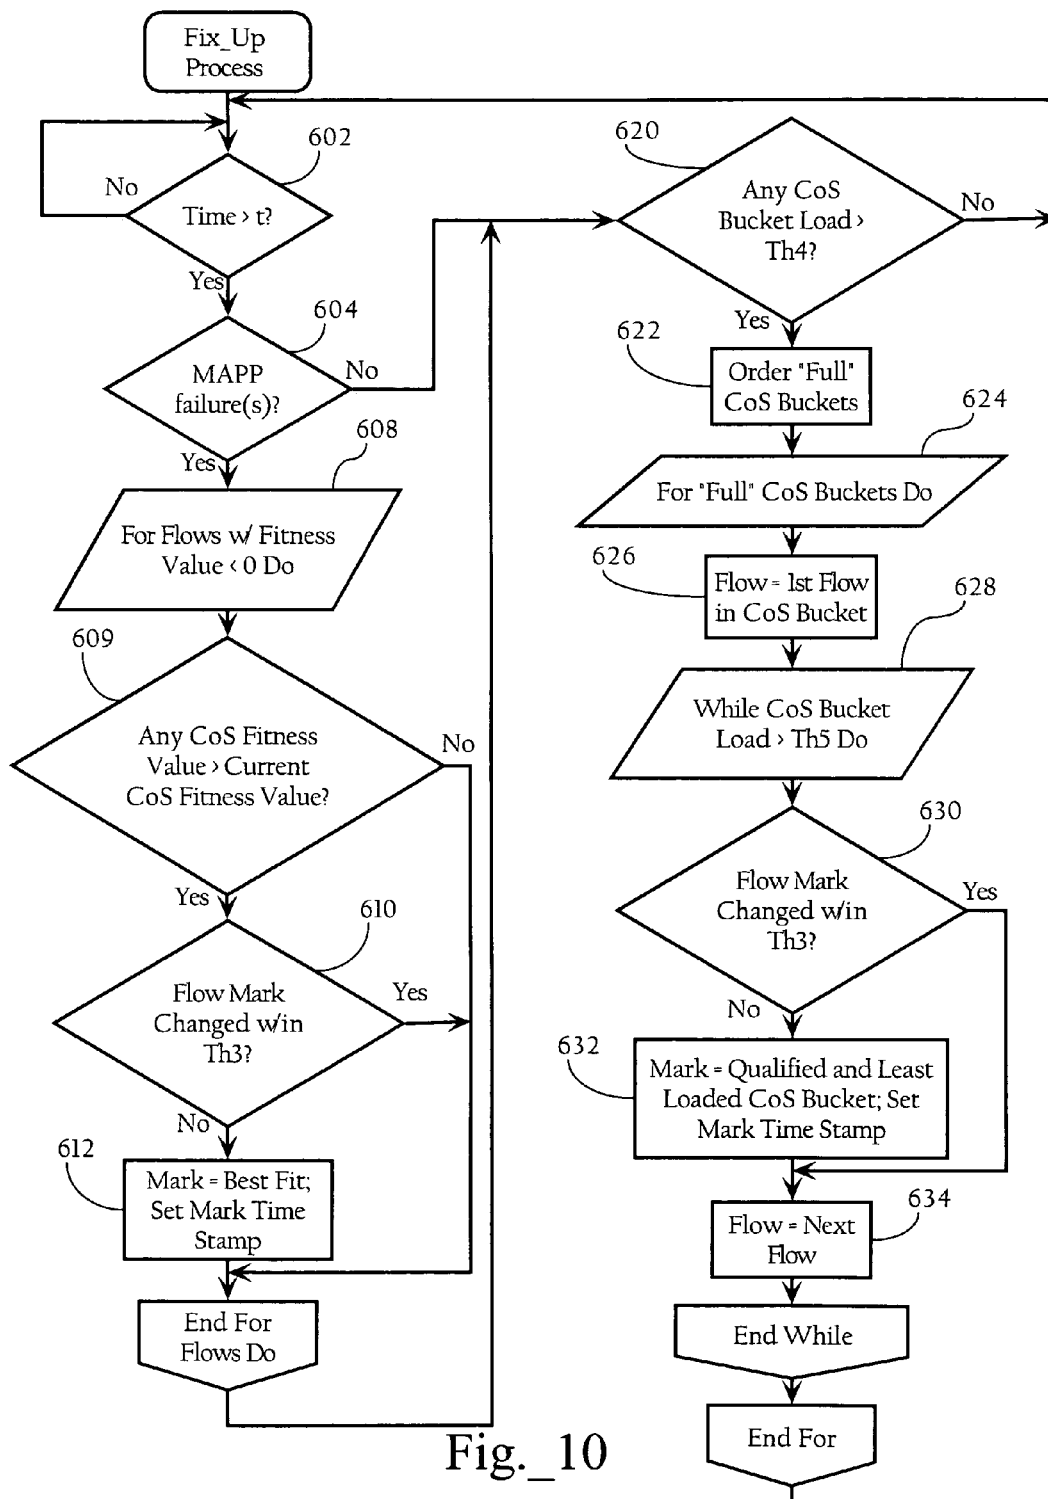 Fix_Up
Process
602
No
Time > t?
Yes
604
MAPP
failure(s)?
No
Yes
608
For Flows w/ Fitness
Value < 0 Do
609
Any CoS Fitness
Value > Current
CoS Fitness Value?
No
Yes
610
Flow Mark
Changed w/in
Th3?
Yes
No
612
Mark = Best Fit;
Set Mark Time
Stamp
End For
Flows Do
620
Any CoS
Bucket Load >
Th4?
No
Yes
622
Order "Full"
CoS Buckets
624
For "Full" CoS Buckets Do
626
Flow = 1st Flow
in CoS Bucket
628
While CoS Bucket
Load > Th5 Do
630
Flow Mark
Changed w/in
Th3?
Yes
No
632
Mark = Qualified and Least
Loaded CoS Bucket; Set
Mark Time Stamp
634
Flow = Next
Flow
End While
End For
Fig._10